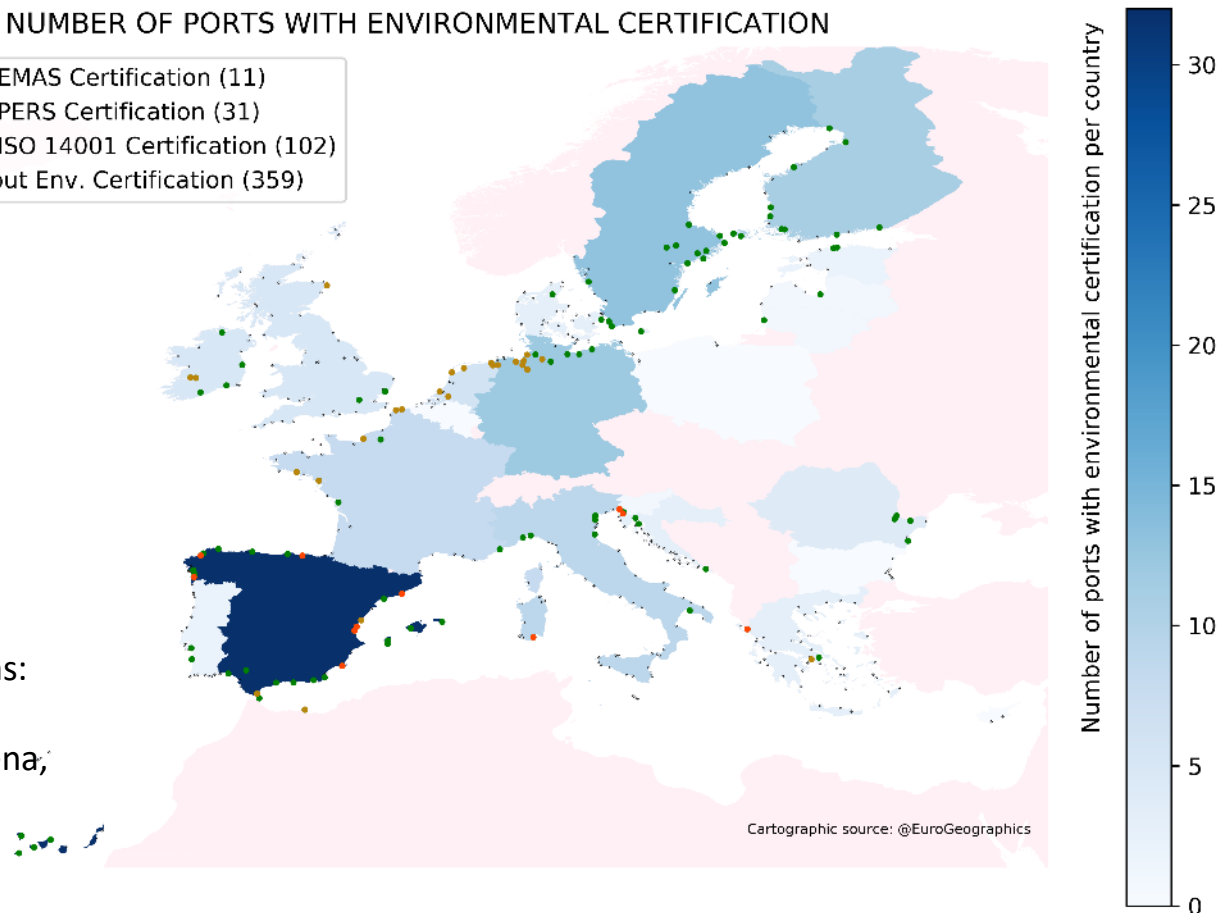 NUMBER OF PORTS WITH ENVIRONMENTAL CERTIFICATION
EMAS Certification (11)
PERS Certification (31)
ISO 14001 Certification (102)
out Env. Certification (359)
Number of ports with environmental certification per country
30
25
20
15
10
5
0
ns:
na,
Cartographic source: @EuroGeographics